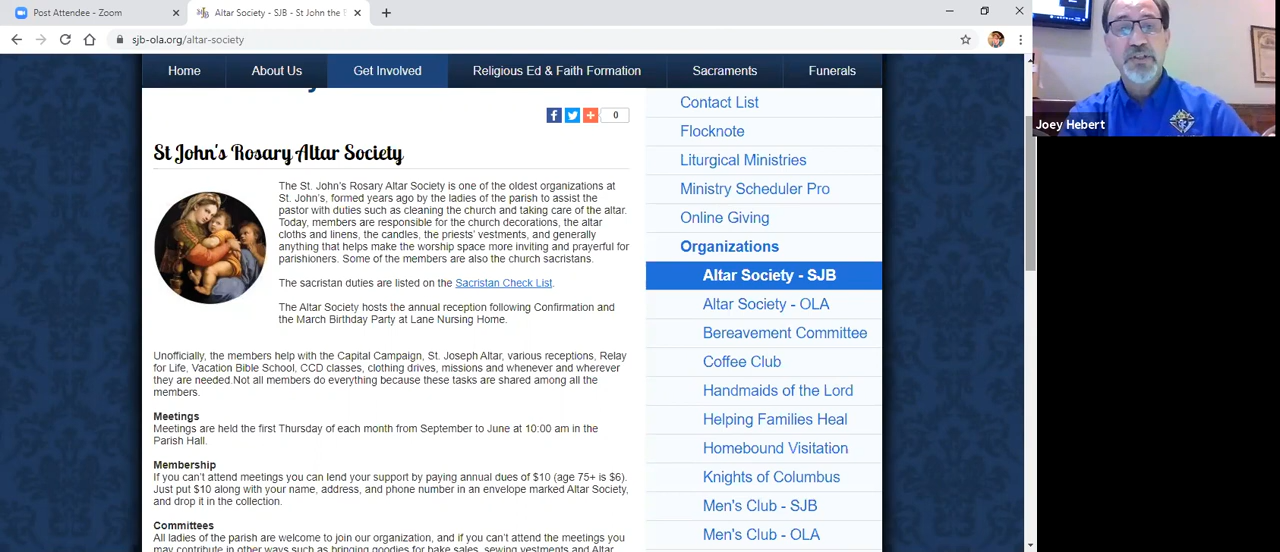 Post Attendee - Zoom
Altar Society - SJB - St John the
sjb-ola.org/altar-society
Home
About Us
Get Involved
Religious Ed & Faith Formation
Sacraments
Funerals
0
St John's Rosary Altar Society
The St. John's Rosary Altar Society is one of the oldest organizations at
St. John's, formed years ago by the ladies of the parish to assist the
pastor with duties such as cleaning the church and taking care of the altar.
Today, members are responsible for the church decorations, the altar
cloths and linens, the candles, the priests' vestments, and generally
anything that helps make the worship space more inviting and prayerful for
parishioners. Some of the members are also the church sacristans.
The sacristan duties are listed on the Sacristan Check List.
The Altar Society hosts the annual reception following Confirmation and
the March Birthday Party at Lane Nursing Home.
Unofficially, the members help with the Capital Campaign, St. Joseph Altar, various receptions, Relay
for Life, Vacation Bible School, CCD classes, clothing drives, missions and whenever and wherever
they are needed.Not all members do everything because these tasks are shared among all the
members.
Meetings
Meetings are held the first Thursday of each month from September to June at 10:00 am in the
Parish Hall.
Membership
If you can't attend meetings you can lend your support by paying annual dues of $10 (age 75+ is $6).
Just put $10 along with your name, address, and phone number in an envelope marked Altar Society,
and drop it in the collection.
Committees
All ladies of the parish are welcome to join our organization, and if you can't attend the meetings you
may contribute in other ways such as bringing goodies for bake sales, sewing vestments and Altar
Contact List
Flocknote
Liturgical Ministries
Ministry Scheduler Pro
Online Giving
Organizations
Altar Society - SJB
Altar Society - OLA
Bereavement Committee
Coffee Club
Handmaids of the Lord
Helping Families Heal
Homebound Visitation
Knights of Columbus
Men's Club - SJB
Men's Club - OLA
Joey Hebert